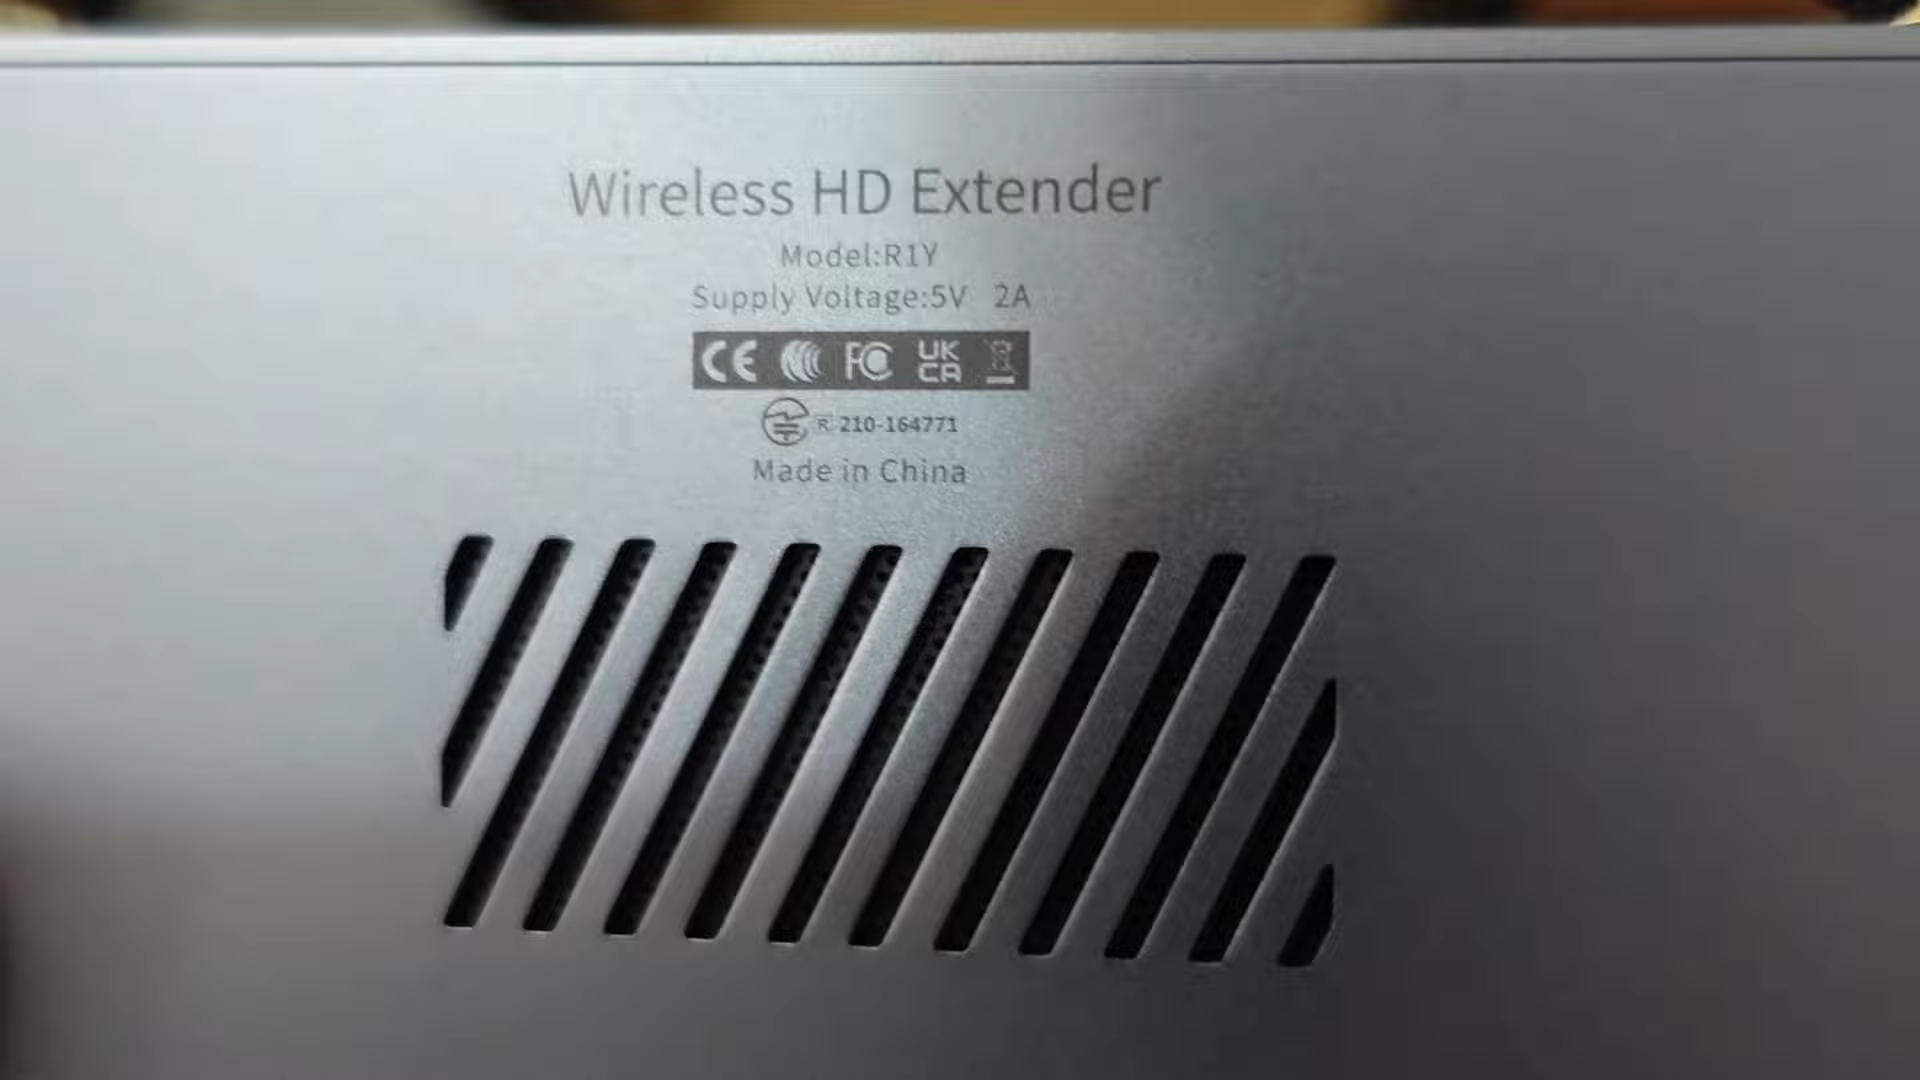 Wireless HD Extender
Model:R1Y
Supply Voltage:5V 2A
CE FC UK CA
R 210-164771
Made in China